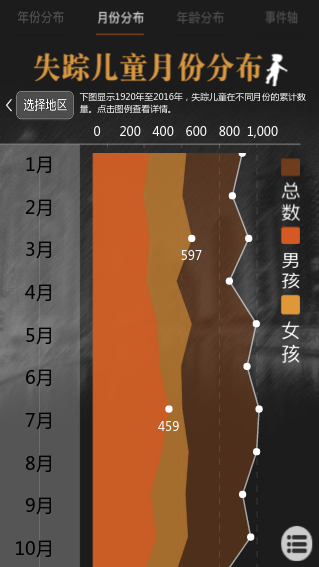 年份分布 月份分布 年龄分布 事件轴
失踪儿童月份分布
选择地区
下图显示1920年至2016年，失踪儿童在不同月份的累计数
量。点击图例查看详情。
0 200 400 600 800 1,000
1月
2月
3月
4月
5月
6月
7月
8月
9月
10月
597
459
总数
男孩
女孩